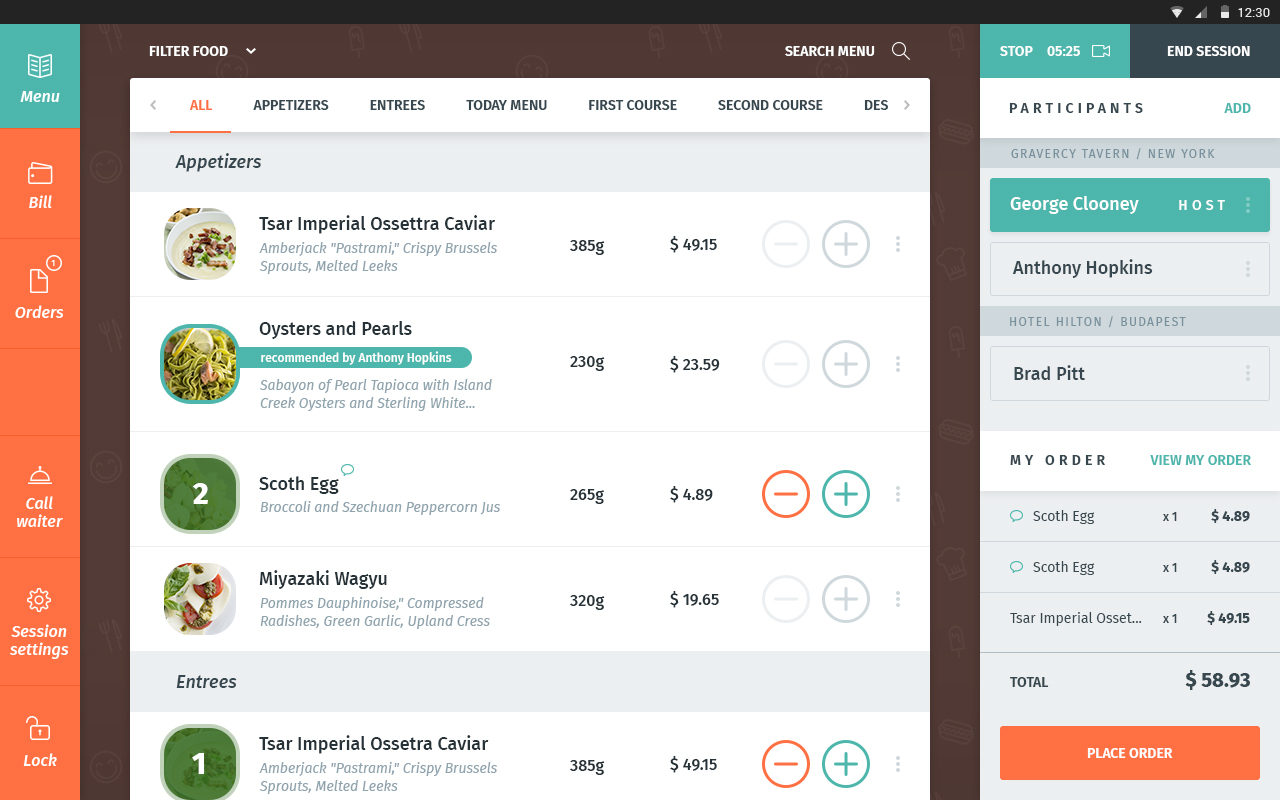 12:30
Menu
Bill
1
Orders
Call
waiter
Session
settings
Lock
FILTER FOOD
SEARCH MENU
ALL
APPETIZERS
ENTREES
TODAY MENU
FIRST COURSE
SECOND COURSE
DES
Appetizers
Tsar Imperial Ossettra Caviar
Amberjack "Pastrami," Crispy Brussels
Sprouts, Melted Leeks
385g
$ 49.15
Oysters and Pearls
recommended by Anthony Hopkins
Sabayon of Pearl Tapioca with Island
Creek Oysters and Sterling White...
230g
$ 23.59
2
Scoth Egg
Broccoli and Szechuan Peppercorn Jus
265g
$ 4.89
Miyazaki Wagyu
Pommes Dauphinoise," Compressed
Radishes, Green Garlic, Upland Cress
320g
$ 19.65
Entrees
1
Tsar Imperial Ossetra Caviar
Amberjack "Pastrami," Crispy Brussels
Sprouts, Melted Leeks
385g
$ 49.15
STOP 05:25
END SESSION
PARTICIPANTS
ADD
GRAVERCY TAVERN / NEW YORK
George Clooney
HOST
Anthony Hopkins
HOTEL HILTON / BUDAPEST
Brad Pitt
MY ORDER
VIEW MY ORDER
Scoth Egg x 1 $ 4.89
Scoth Egg x 1 $ 4.89
Tsar Imperial Osset... x 1 $ 49.15
TOTAL $ 58.93
PLACE ORDER